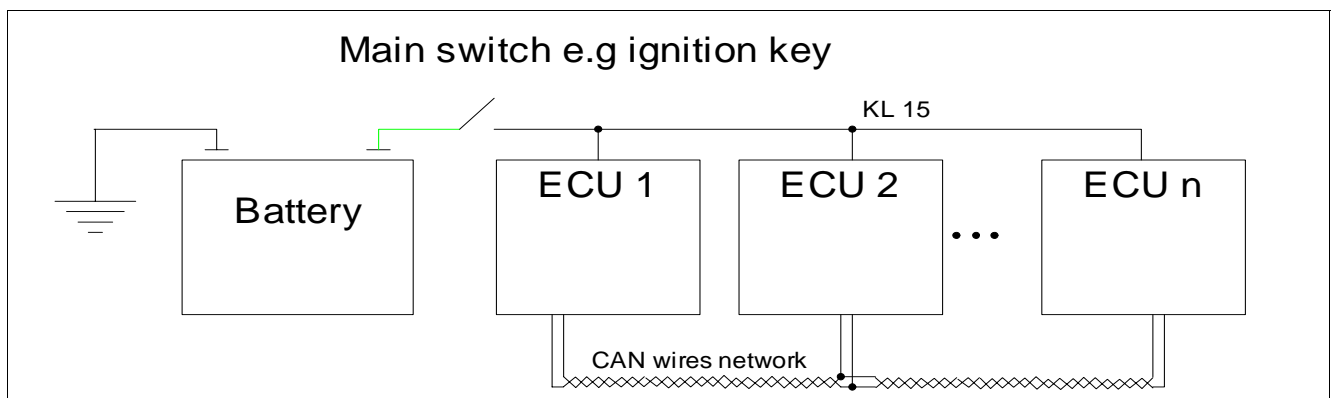 Main switch e.g ignition key
KL 15
Battery
ECU 1
ECU 2
ECU n
CAN wires network